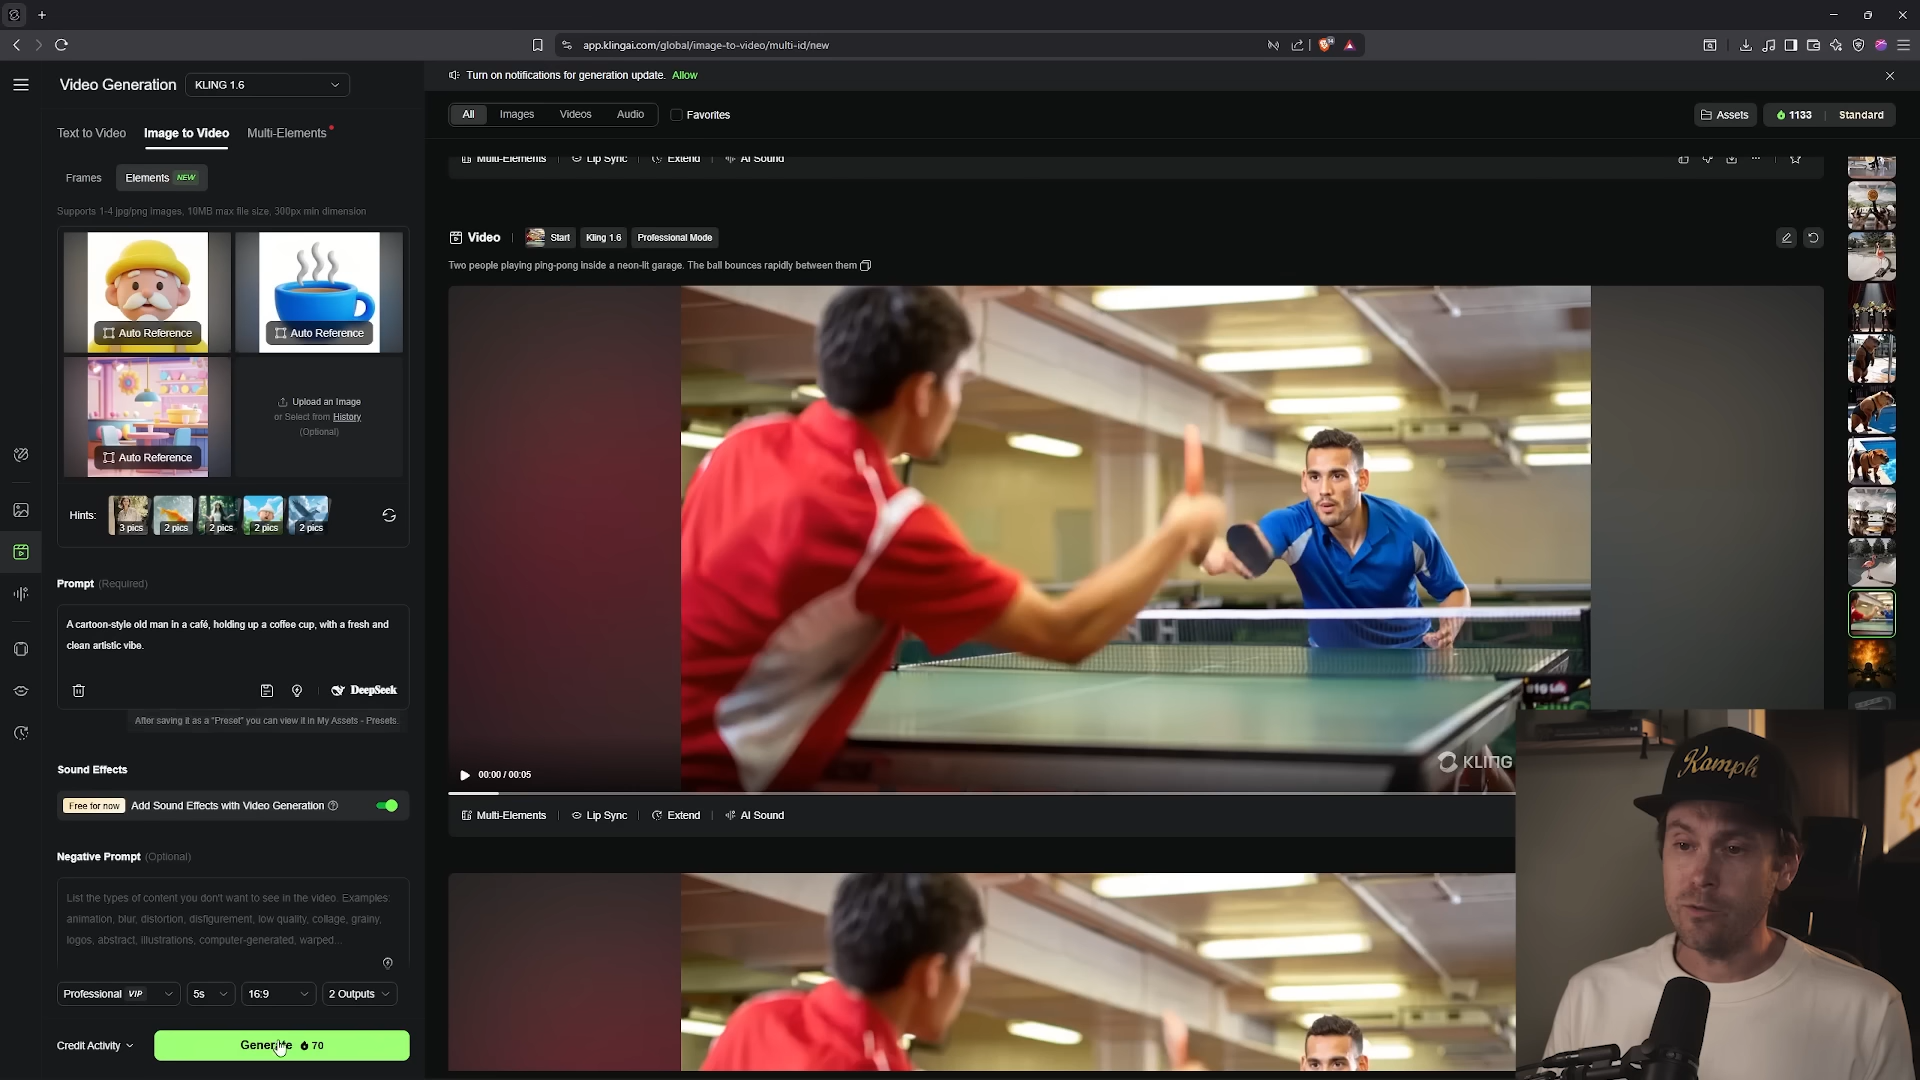 app.klingai.com/global/image-to-video/multi-id/new
Video Generation
KLING 1.6
Turn on notifications for generation update. Allow
Text to Video
Image to Video
Multi-Elements
All
Images
Videos
Audio
Favorites
Assets
1133
Standard
Frames
Elements NEW
Supports 1-4 jpg/png images, 10MB max file size, 300px min dimension
Auto Reference
Auto Reference
Auto Reference
Upload an Image
or Select from History
(Optional)
Hints:
3 pics
2 pics
2 pics
2 pics
2 pics
Prompt (Required)
A cartoon-style old man in a café, holding up a coffee cup, with a fresh and
clean artistic vibe.
DeepSeek
After saving it as a "Preset" you can view it in My Assets - Presets.
Sound Effects
Free for now Add Sound Effects with Video Generation
Negative Prompt (Optional)
List the types of content you don't want to see in the video. Examples:
animation, blur, distortion, disfigurement, low quality, collage, grainy,
logos, abstract, illustrations, computer-generated, warped...
Professional VIP
5s
16:9
2 Outputs
Credit Activity
Generate 70
Multi-Elements
Lip Sync
Extend
AI Sound
Video
Start
Kling 1.6
Professional Mode
Two people playing ping-pong inside a neon-lit garage. The ball bounces rapidly between them
00:00 / 00:05
KLING
Multi-Elements
Lip Sync
Extend
AI Sound
Kamph